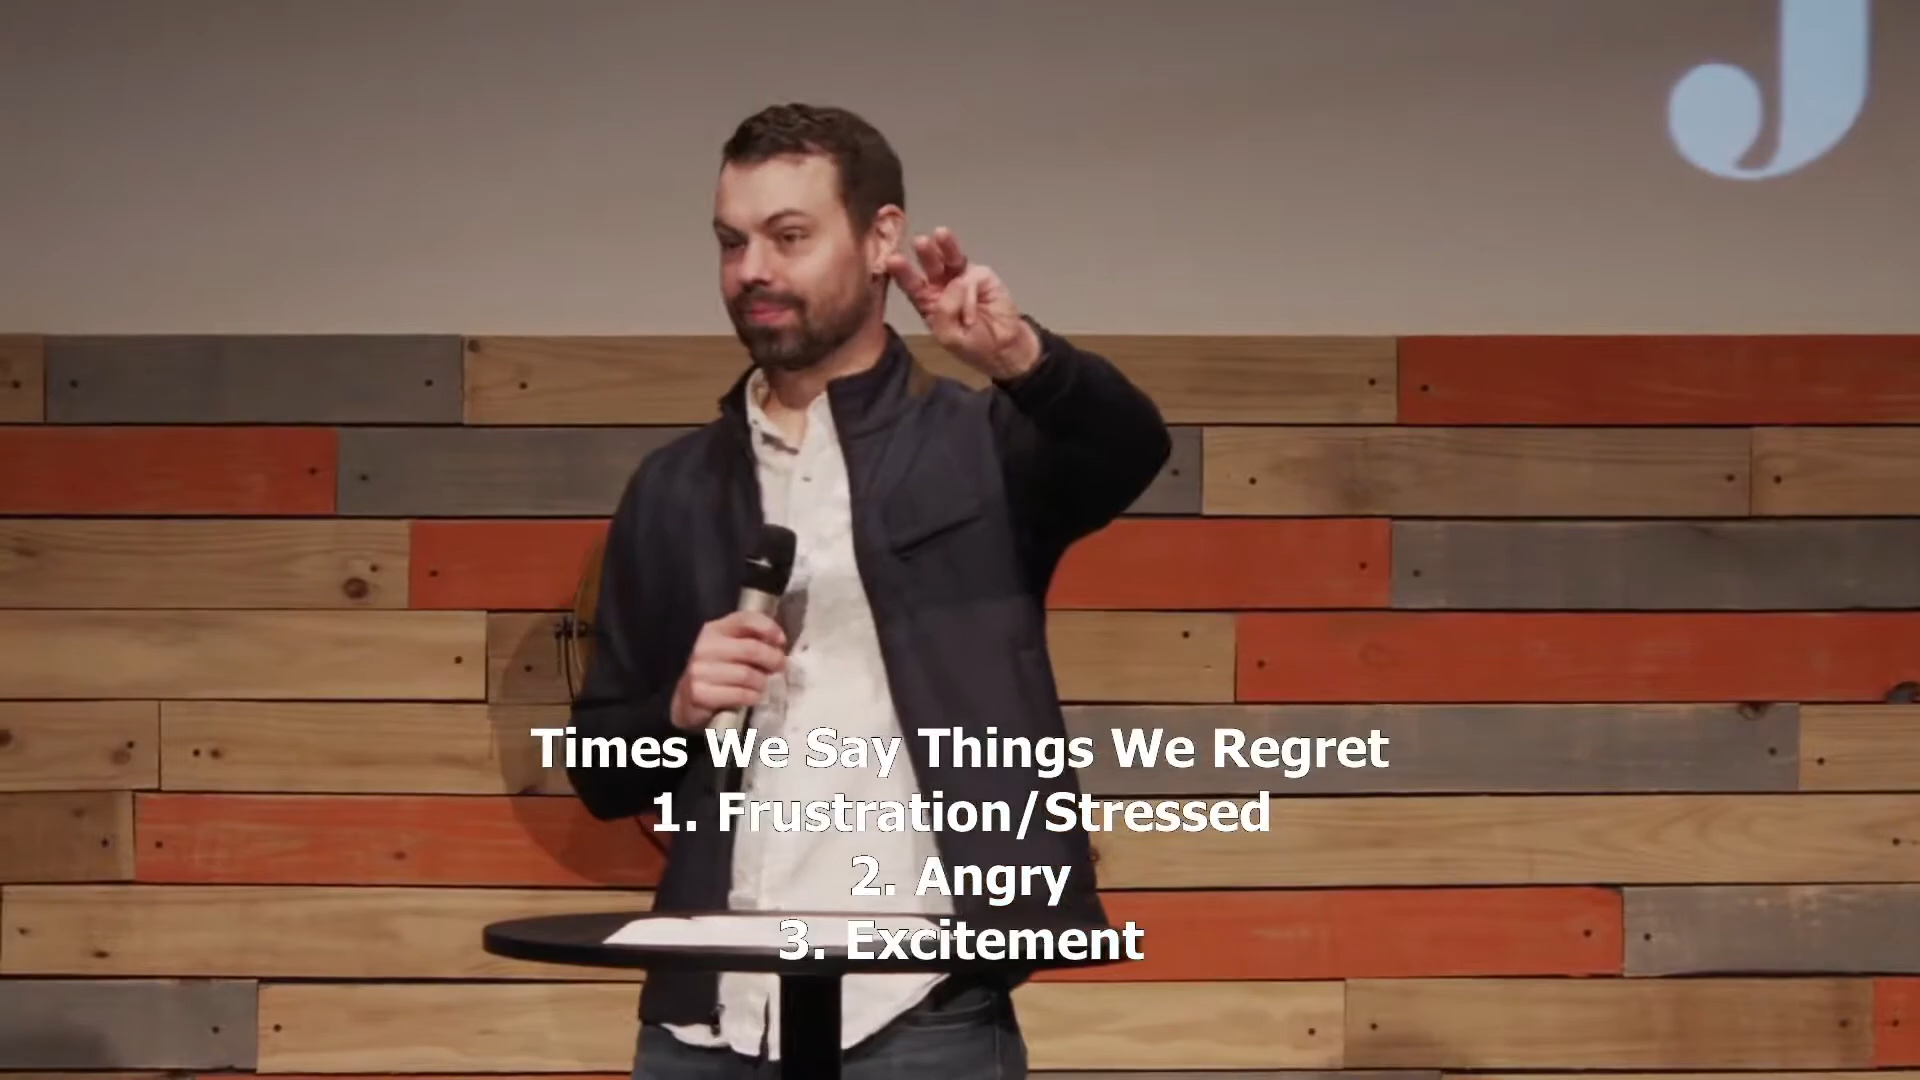 J
Times We Say Things We Regret
1. Frustration/Stressed
2. Angry
3. Excitement